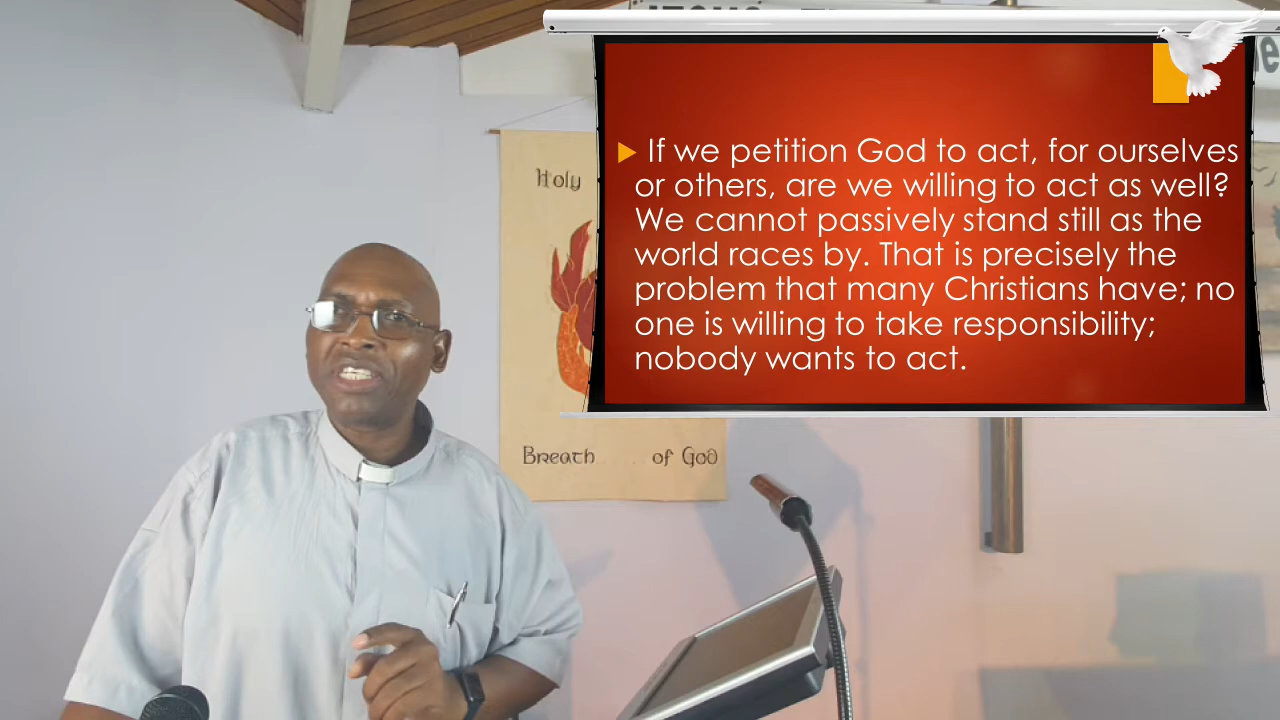 If we petition God to act, for ourselves
or others, are we willing to act as well?
We cannot passively stand still as the
world races by. That is precisely the
problem that many Christians have; no
one is willing to take responsibility;
nobody wants to act.
Holy
Breath of God